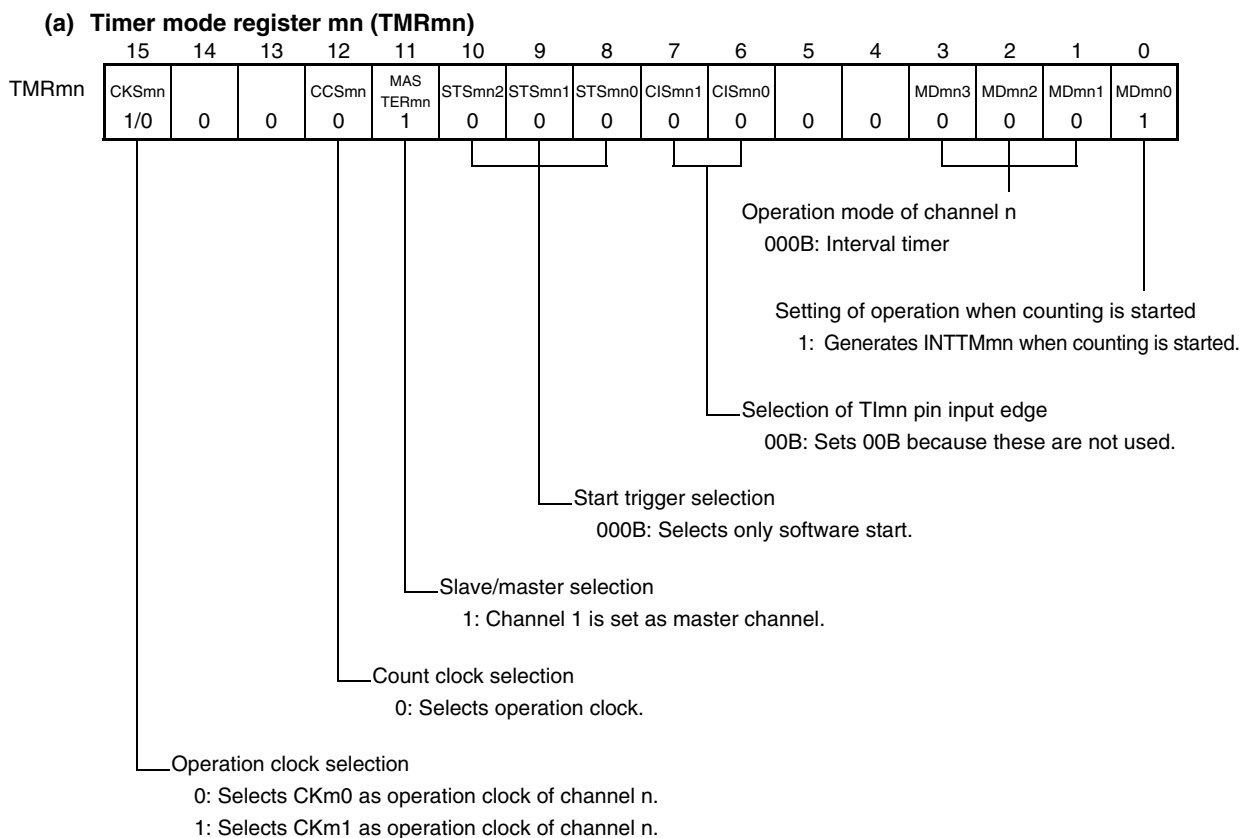 (a) Timer mode register mn (TMRmn)
15 14 13 12 11 10 9 8 7 6 5 4 3 2 1 0
TMRmn CKSmn CCSmn MAS TERmn STSmn2 STSmn1 STSmn0 CISmn1 CISmn0 MDmn3 MDmn2 MDmn1 MDmn0
1/0 0 0 0 1 0 0 0 0 0 0 0 0 0 0 1
Operation mode of channel n
000B: Interval timer
Setting of operation when counting is started
1: Generates INTTMmn when counting is started.
Selection of TImn pin input edge
00B: Sets 00B because these are not used.
Start trigger selection
000B: Selects only software start.
Slave/master selection
1: Channel 1 is set as master channel.
Count clock selection
0: Selects operation clock.
Operation clock selection
0: Selects CKm0 as operation clock of channel n.
1: Selects CKm1 as operation clock of channel n.